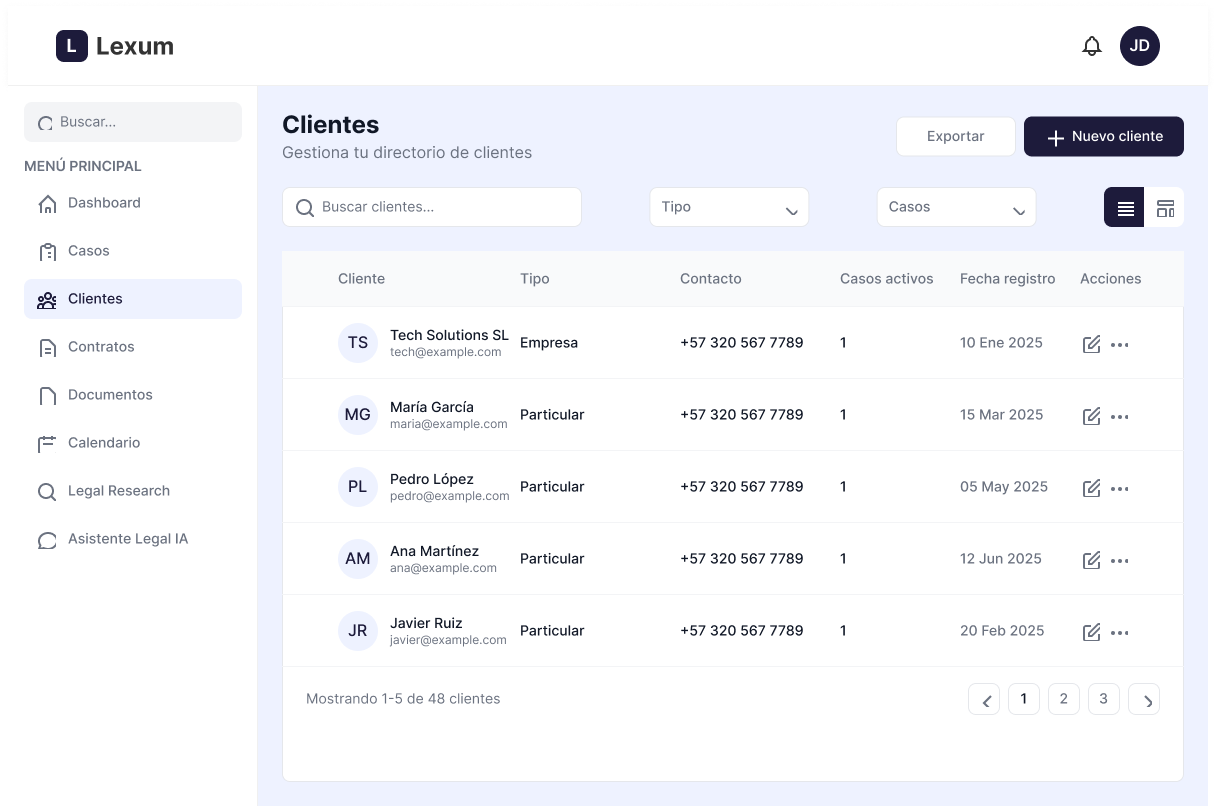 L Lexum
JD
Buscar...
MENÚ PRINCIPAL
Dashboard
Casos
Clientes
Contratos
Documentos
Calendario
Legal Research
Asistente Legal IA
Clientes
Gestiona tu directorio de clientes
Exportar
Nuevo cliente
Buscar clientes...
Tipo
Casos
Cliente Tipo Contacto Casos activos Fecha registro Acciones
TS Tech Solutions SL Empresa +57 320 567 7789 1 10 Ene 2025
tech@example.com
MG María García Particular +57 320 567 7789 1 15 Mar 2025
maria@example.com
PL Pedro López Particular +57 320 567 7789 1 05 May 2025
pedro@example.com
AM Ana Martínez Particular +57 320 567 7789 1 12 Jun 2025
ana@example.com
JR Javier Ruiz Particular +57 320 567 7789 1 20 Feb 2025
javier@example.com
Mostrando 1-5 de 48 clientes
1 2 3